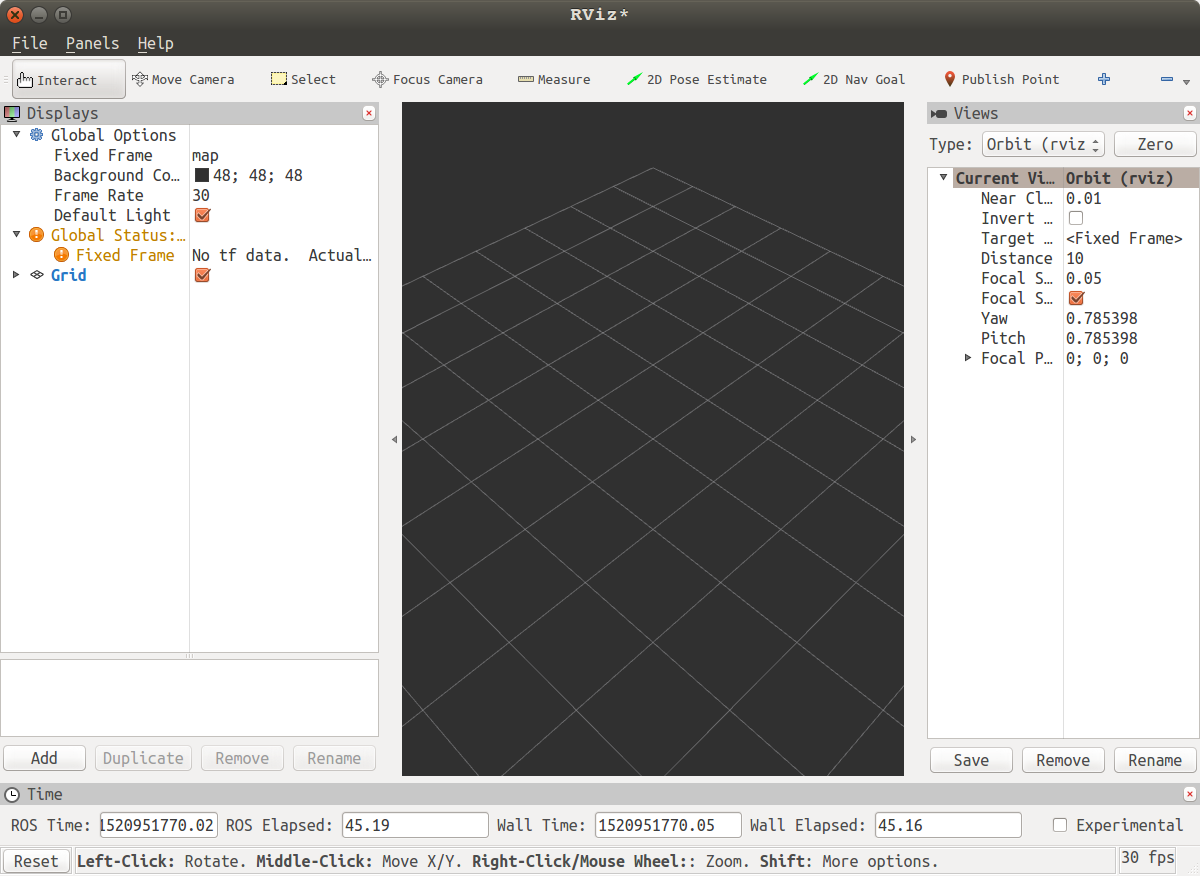 RViz*
File Panels Help
Interact Move Camera Select Focus Camera Measure 2D Pose Estimate 2D Nav Goal Publish Point
Displays
Global Options
Fixed Frame map
Background Co... 48; 48; 48
Frame Rate 30
Default Light
Global Status:...
Fixed Frame No tf data. Actual...
Grid
Add Duplicate Remove Rename
Views
Type: Orbit (rviz Zero
Current Vi... Orbit (rviz)
Near Cl... 0.01
Invert ...
Target ... <Fixed Frame>
Distance 10
Focal S... 0.05
Focal S...
Yaw 0.785398
Pitch 0.785398
Focal P... 0; 0; 0
Save Remove Rename
Time
ROS Time: 1520951770.02 ROS Elapsed: 45.19 Wall Time: 1520951770.05 Wall Elapsed: 45.16 Experimental
Reset Left-Click: Rotate. Middle-Click: Move X/Y. Right-Click/Mouse Wheel:: Zoom. Shift: More options. 30 fps